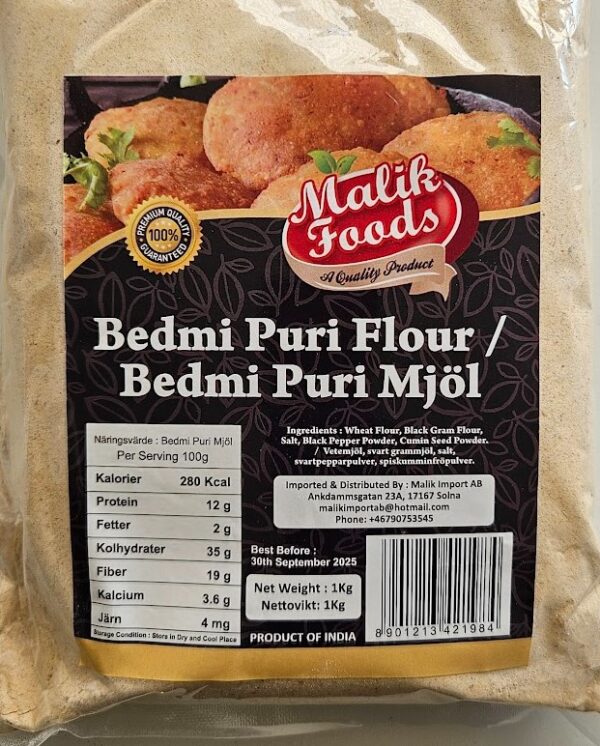 Malik
Foods
A Quality Product
PREMIUM QUALITY
100%
GUARANTEED
Bedmi Puri Flour /
Bedmi Puri Mjöl
Ingredients : Wheat Flour, Black Gram Flour,
Salt, Black Pepper Powder, Cumin Seed Powder.
/ Vetemjöl, svart grammjöl, salt,
svartpepparpulver, spiskumminfröpulver.
Näringsvärde : Bedmi Puri Mjöl
Per Serving 100g
Kalorier 280 Kcal
Protein 12 g
Fetter 2 g
Kolhydrater 35 g
Fiber 19 g
Kalcium 3.6 g
Järn 4 mg
Storage Condition : Store in Dry and Cool Place
Imported & Distributed By : Malik Import AB
Ankdammsgatan 23A, 17167 Solna
malikimportab@hotmail.com
Phone: +46790753545
Best Before :
30th September 2025
Net Weight : 1Kg
Nettovikt: 1Kg
PRODUCT OF INDIA
8 901213 421984